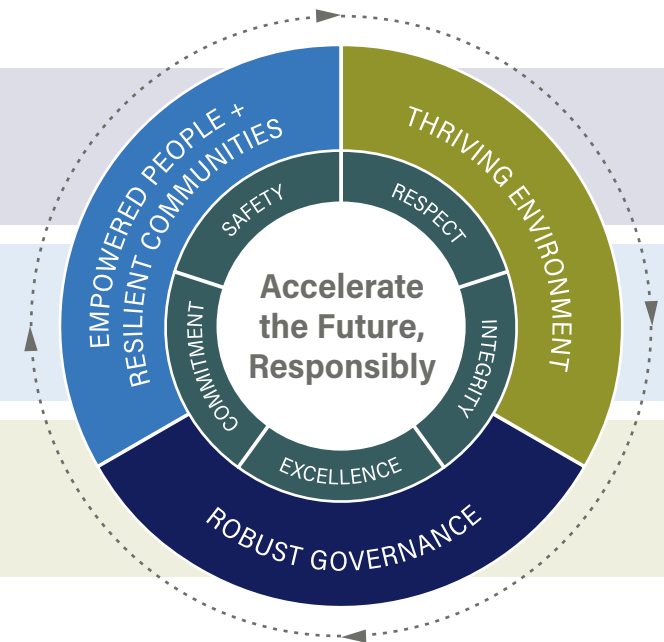 EMPOWERED PEOPLE +
RESILIENT COMMUNITIES
THRIVING ENVIRONMENT
SAFETY
RESPECT
COMMITMENT
INTEGRITY
EXCELLENCE
Accelerate
the Future,
Responsibly
ROBUST GOVERNANCE